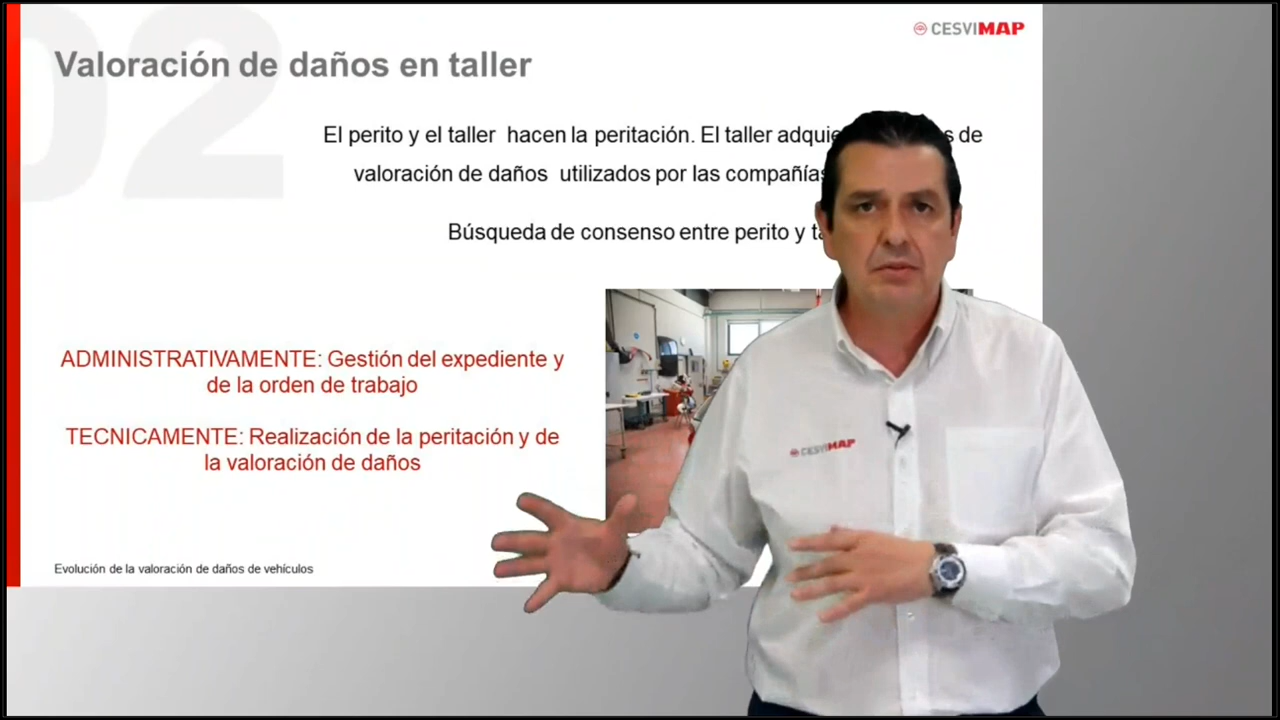 02
CESVIMAP
Valoración de daños en taller
El perito y el taller hacen la peritación. El taller de
valoración de daños utilizados por las compañías
Búsqueda de consenso entre perito y
ADMINISTRATIVAMENTE: Gestión del expediente y
de la orden de trabajo
TECNICAMENTE: Realización de la peritación y de
la valoración de daños
CESVIMAP
Evolución de la valoración de daños de vehículos